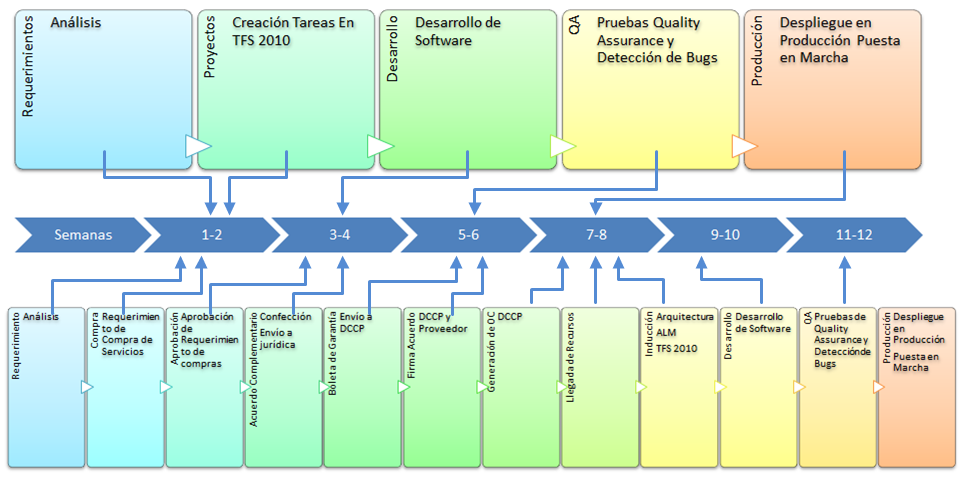 Requerimientos
Análisis
Proyectos
Creación Tareas En
TFS 2010
Desarrollo
Desarrollo de
Software
QA
Pruebas Quality
Assurance y
Detección de Bugs
Producción
Despliegue en
Producción Puesta
en Marcha
Semanas
1-2
3-4
5-6
7-8
9-10
11-12
Requerimiento
Análisis
Compra
Requerimien
to de
Compra de
Servicios
Aprobación
Aprobación
de
Requerimien
to de
compras
Acuerdo Complementario
Confección
Envío a
jurídica
Boleta de Garantía
Envío a
DCCP
Firma Acuerdo
DCCP y
Proveedor
Generación de OC
DCCP
Llegada de Recursos
Inducción
Arquitectura
ALM
TFS 2010
Desarrollo
Desarrollo
de Software
QA
Pruebas de
Quality
Assurance y
Detecciónde
Bugs
Producción
Despliegue
en
Producción
Puesta en
Marcha